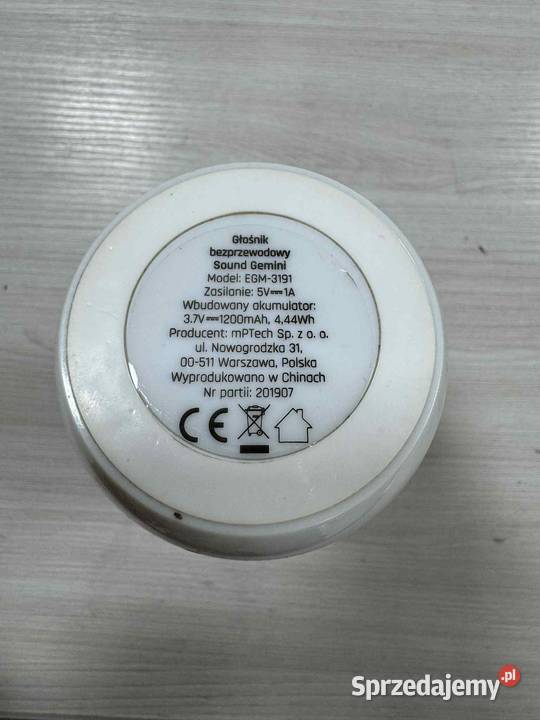 Głośnik
bezprzewodowy
Sound Gemini
Model: EGM-3191
Zasilanie: 5V⎓1A
Wbudowany akumulator:
3.7V⎓1200mAh, 4,44Wh
Producent: mPTech Sp. z o. o.
ul. Nowogrodzka 31,
00-511 Warszawa, Polska
Wyprodukowano w Chinach
Nr partii: 201907
CE
Sprzedajemy.pl